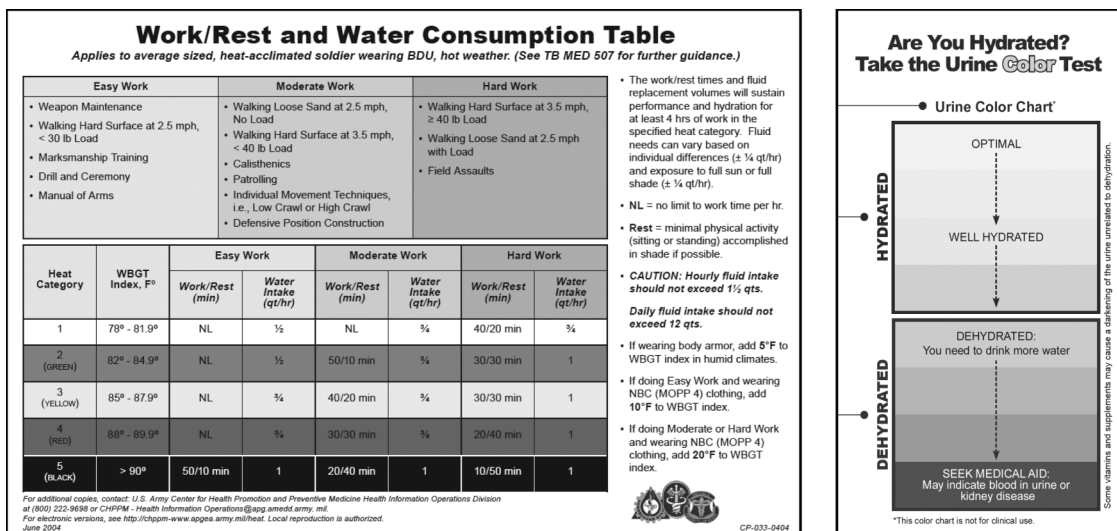 Work/Rest and Water Consumption Table
Applies to average sized, heat-acclimated soldier wearing BDU, hot weather. (See TB MED 507 for further guidance.)
Easy Work
• Weapon Maintenance
• Walking Hard Surface at 2.5 mph,
< 30 lb Load
• Marksmanship Training
• Drill and Ceremony
• Manual of Arms
Moderate Work
• Walking Loose Sand at 2.5 mph,
No Load
• Walking Hard Surface at 3.5 mph,
< 40 lb Load
• Calisthenics
• Patrolling
• Individual Movement Techniques,
i.e., Low Crawl or High Crawl
• Defensive Position Construction
Hard Work
• Walking Hard Surface at 3.5 mph,
≥ 40 lb Load
• Walking Loose Sand at 2.5 mph
with Load
• Field Assaults
Heat Category WBGT Index, Fº Easy Work Moderate Work Hard Work
Work/Rest (min) Water Intake (qt/hr) Work/Rest (min) Water Intake (qt/hr) Work/Rest (min) Water Intake (qt/hr)
1 78º - 81.9º NL ½ NL ¾ 40/20 min ¾
2 (GREEN) 82º - 84.9º NL ½ 50/10 min ¾ 30/30 min 1
3 (YELLOW) 85º - 87.9º NL ¾ 40/20 min ¾ 30/30 min 1
4 (RED) 88º - 89.9º NL ¾ 30/30 min ¾ 20/40 min 1
5 (BLACK) > 90º 50/10 min 1 20/40 min 1 10/50 min 1
• The work/rest times and fluid
replacement volumes will sustain
performance and hydration for
at least 4 hrs of work in the
specified heat category. Fluid
needs can vary based on
individual differences (± ¼ qt/hr)
and exposure to full sun or full
shade (± ¼ qt/hr).
• NL = no limit to work time per hr.
• Rest = minimal physical activity
(sitting or standing) accomplished
in shade if possible.
• CAUTION: Hourly fluid intake
should not exceed 1½ qts.
Daily fluid intake should not
exceed 12 qts.
• If wearing body armor, add 5°F to
WBGT index in humid climates.
• If doing Easy Work and wearing
NBC (MOPP 4) clothing, add
10°F to WBGT index.
• If doing Moderate or Hard Work
and wearing NBC (MOPP 4)
clothing, add 20°F to WBGT
index.
For additional copies, contact: U.S. Army Center for Health Promotion and Preventive Medicine Health Information Operations Division
at (800) 222-9698 or CHPPM - Health Information Operations@apg.amedd.army. mil.
For electronic versions, see http://chppm-www.apgea.army.mil/heat. Local reproduction is authorized.
June 2004
CP-033-0404
Are You Hydrated?
Take the Urine Color Test
Urine Color Chart*
HYDRATED
OPTIMAL
WELL HYDRATED
DEHYDRATED
DEHYDRATED:
You need to drink more water
SEEK MEDICAL AID:
May indicate blood in urine or
kidney disease
*This color chart is not for clinical use.
Some vitamins and supplements may cause a darkening of the urine unrelated to dehydration.